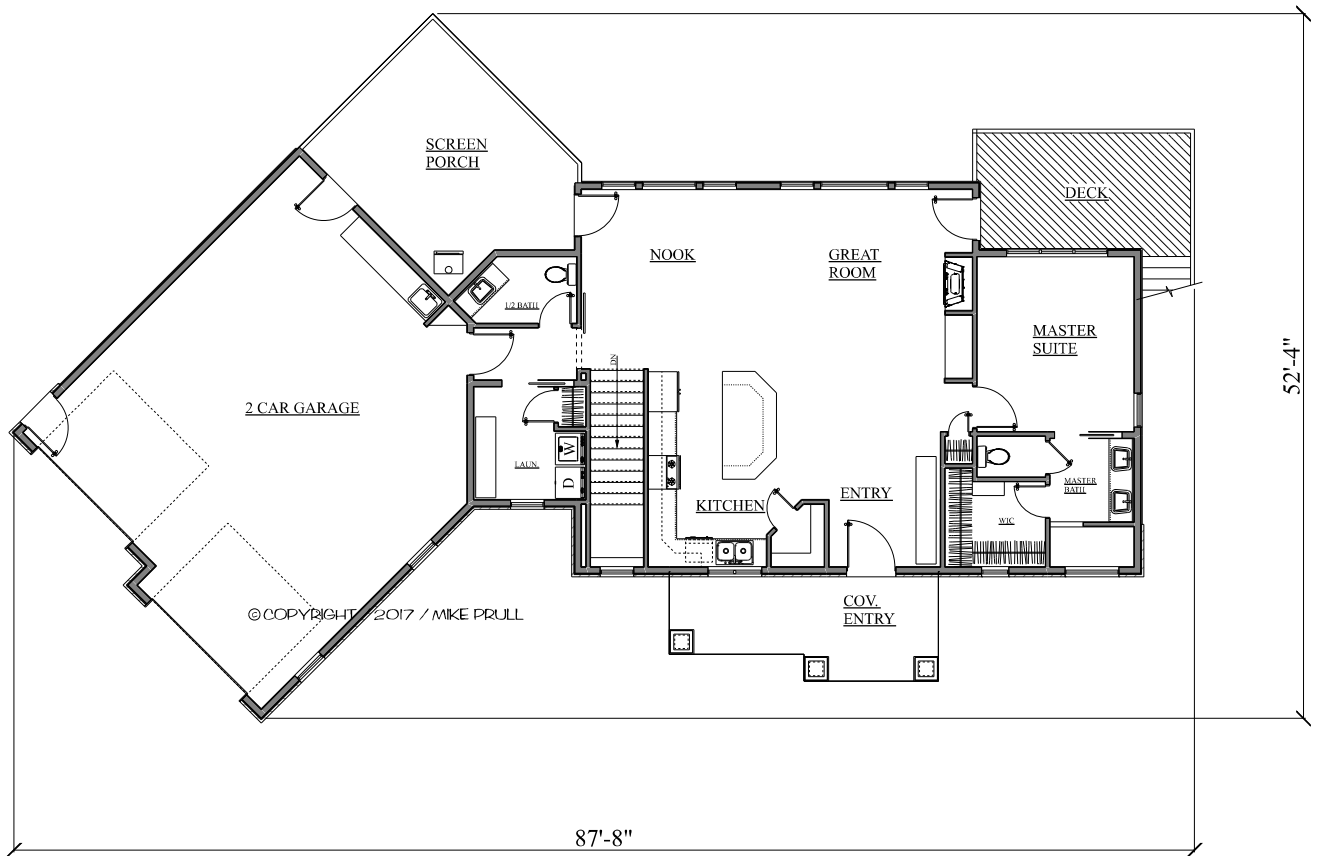 SCREEN
PORCH
DECK
NOOK
GREAT
ROOM
1/2 BATH
MASTER
SUITE
52'-4"
DN
2 CAR GARAGE
W
LAUN.
D
MASTER
BATH
KITCHEN
ENTRY
WIC
©COPYRIGHT / 2017 / MIKE PRULL
COV.
ENTRY
87'-8"